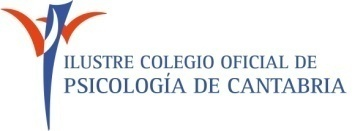 ILUSTRE COLEGIO OFICIAL DE
PSICOLOGÍA DE CANTABRIA